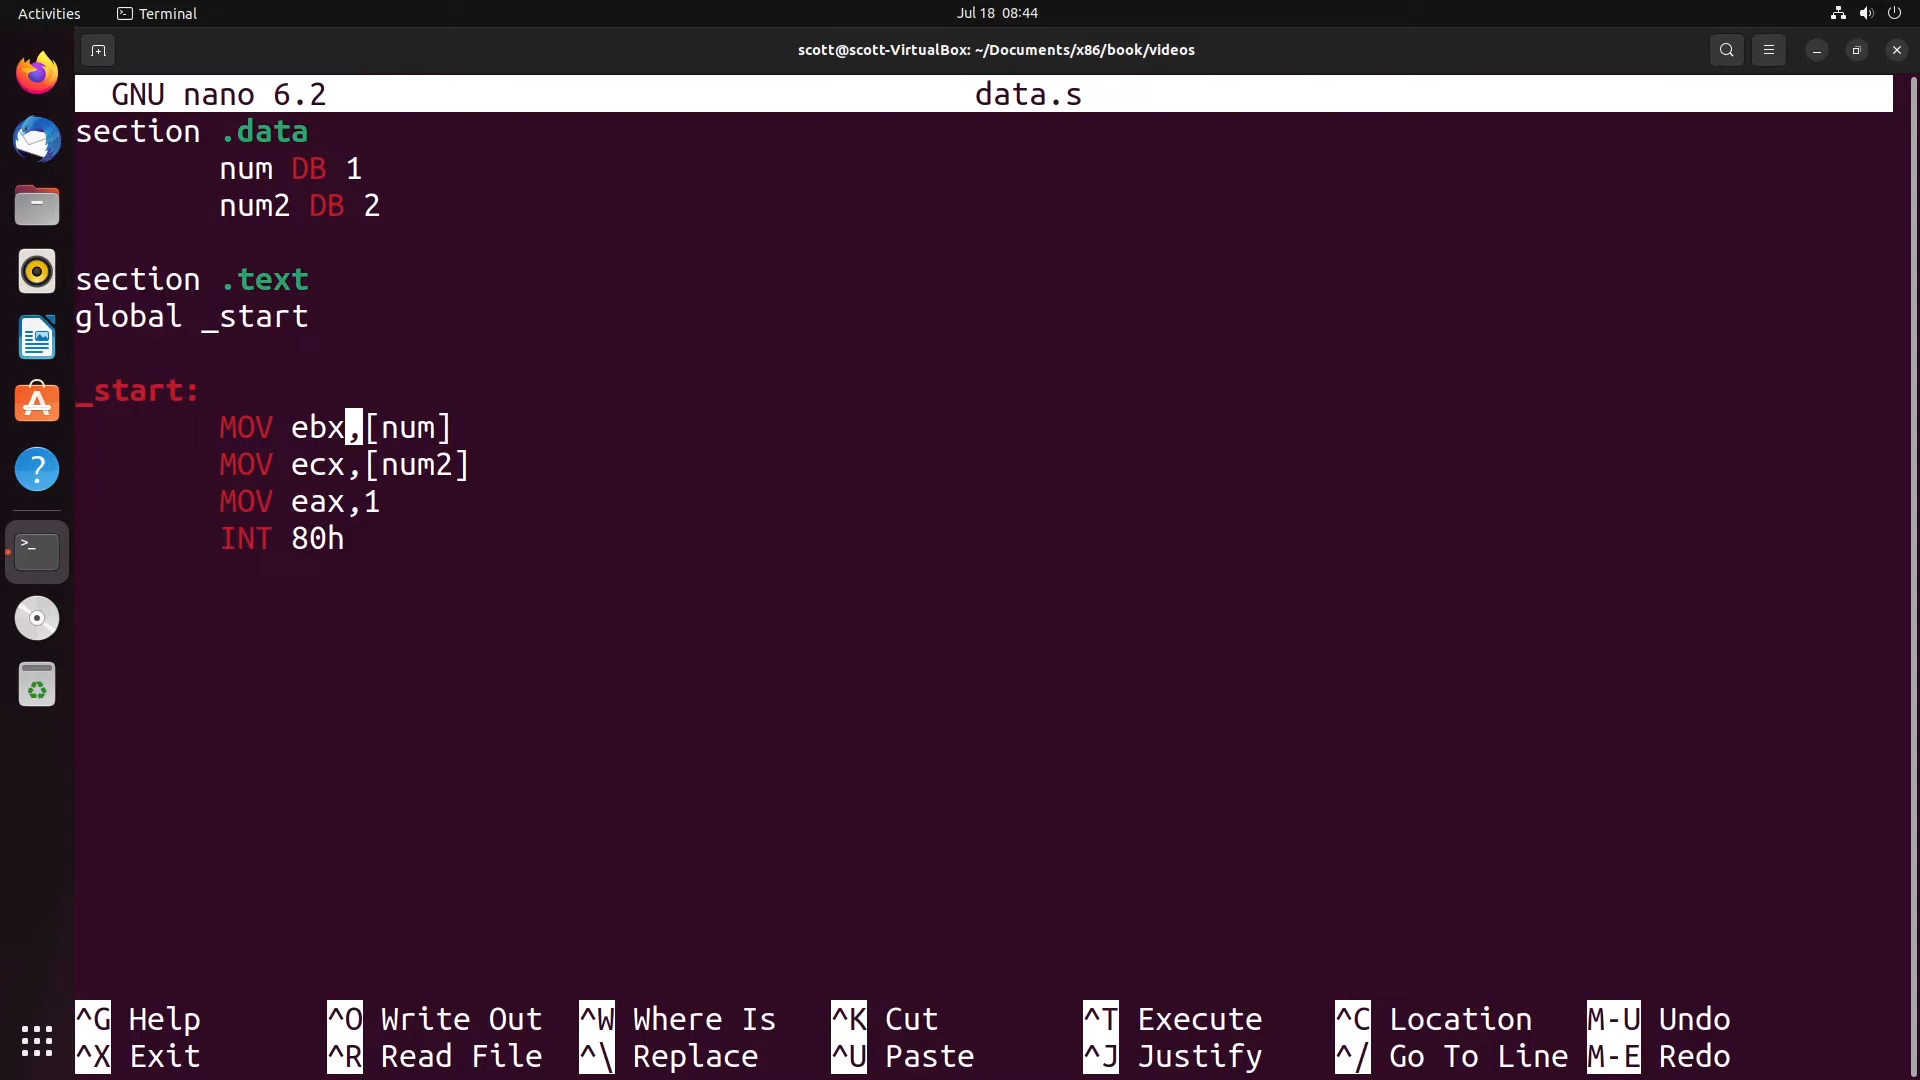 Activities Terminal Jul 18 08:44
scott@scott-VirtualBox: ~/Documents/x86/book/videos
GNU nano 6.2 data.s
section .data
num DB 1
num2 DB 2
section .text
global _start
_start:
MOV ebx,[num]
MOV ecx,[num2]
MOV eax,1
INT 80h
^G Help ^O Write Out ^W Where Is ^K Cut ^T Execute ^C Location M-U Undo
^X Exit ^R Read File ^\ Replace ^U Paste ^J Justify ^/ Go To Line M-E Redo